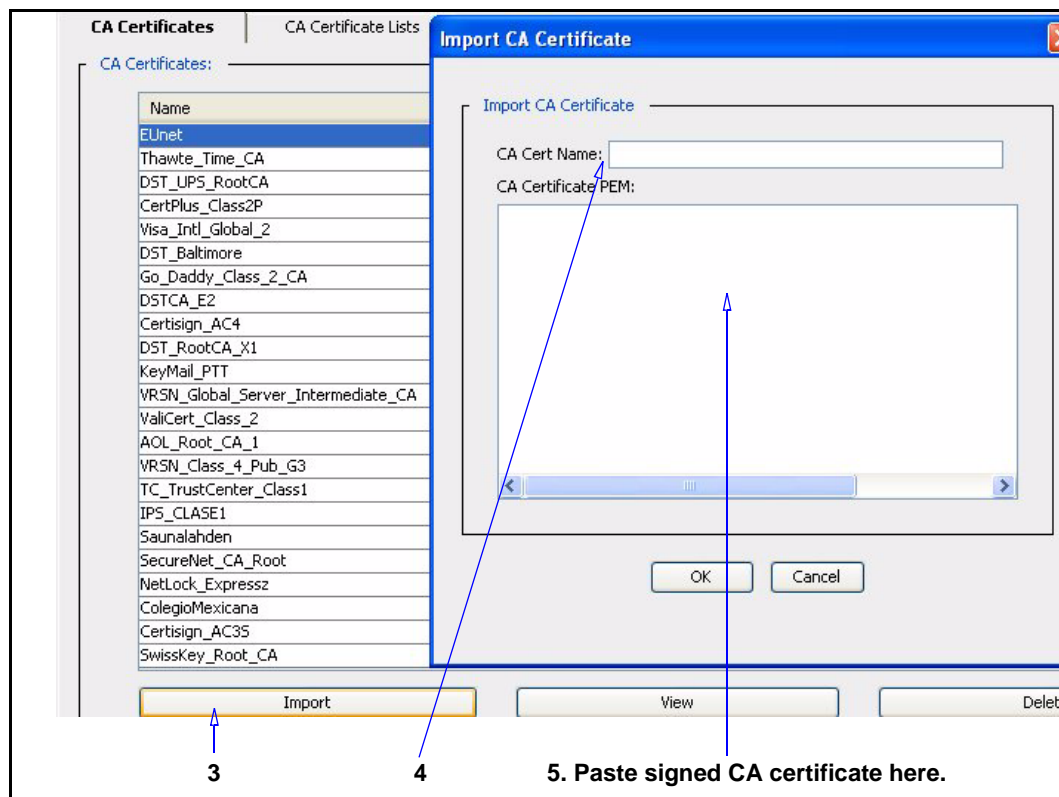 CA Certificates
CA Certificate Lists
Import CA Certificate
CA Certificates:
Name
EUnet
Thawte_Time_CA
DST_UPS_RootCA
CertPlus_Class2P
Visa_Intl_Global_2
DST_Baltimore
Go_Daddy_Class_2_CA
DSTCA_E2
Certisign_AC4
DST_RootCA_X1
KeyMail_PTT
VRSN_Global_Server_Intermediate_CA
ValiCert_Class_2
AOL_Root_CA_1
VRSN_Class_4_Pub_G3
TC_TrustCenter_Class1
IPS_CLASE1
Saunalahden
SecureNet_CA_Root
NetLock_Expressz
ColegioMexicana
Certisign_AC3S
SwissKey_Root_CA
Import CA Certificate
CA Cert Name:
CA Certificate PEM:
OK
Cancel
Import
View
Delet
3
4
5. Paste signed CA certificate here.